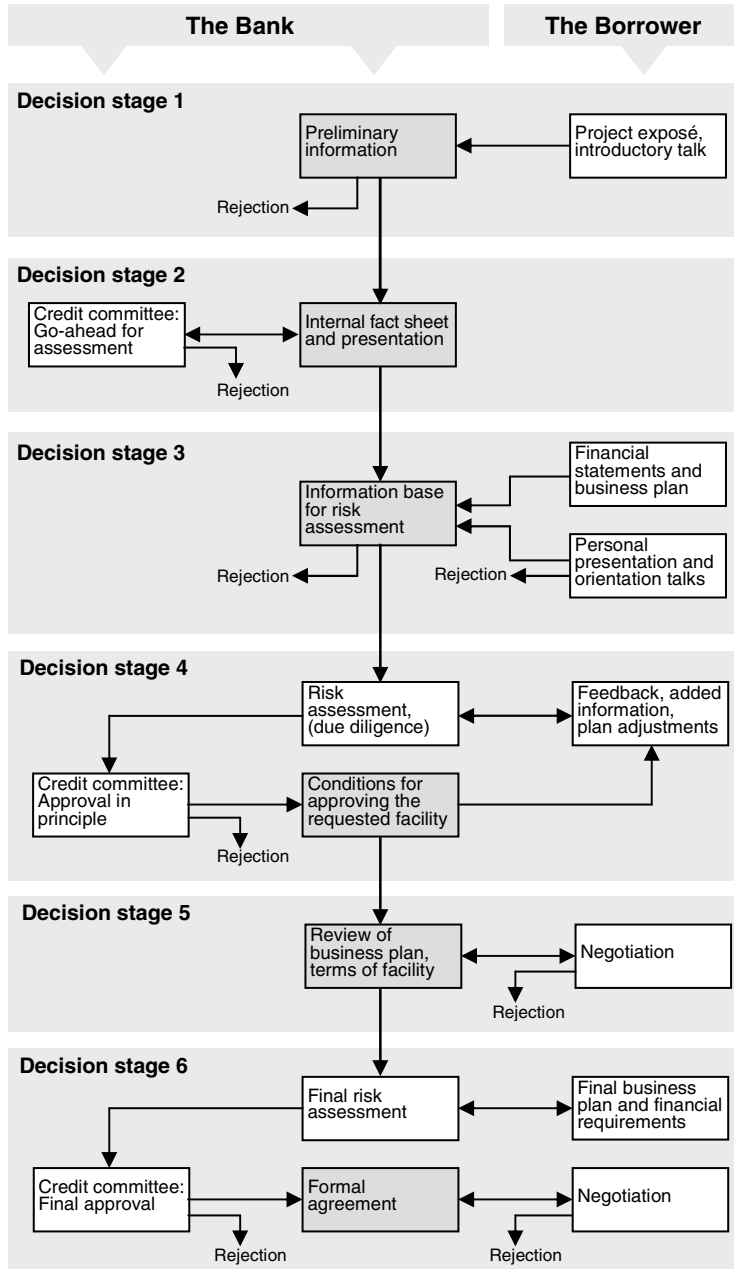 The Bank
The Borrower
Decision stage 1
Preliminary
information
Project exposé,
introductory talk
Rejection
Decision stage 2
Credit committee:
Go-ahead for
assessment
Internal fact sheet
and presentation
Rejection
Decision stage 3
Financial
statements and
business plan
Information base
for risk
assessment
Personal
presentation and
orientation talks
Rejection
Rejection
Decision stage 4
Risk
assessment,
(due diligence)
Feedback, added
information,
plan adjustments
Credit committee:
Approval in
principle
Conditions for
approving the
requested facility
Rejection
Decision stage 5
Review of
business plan,
terms of facility
Negotiation
Rejection
Decision stage 6
Final risk
assessment
Final business
plan and financial
requirements
Credit committee:
Final approval
Formal
agreement
Negotiation
Rejection
Rejection